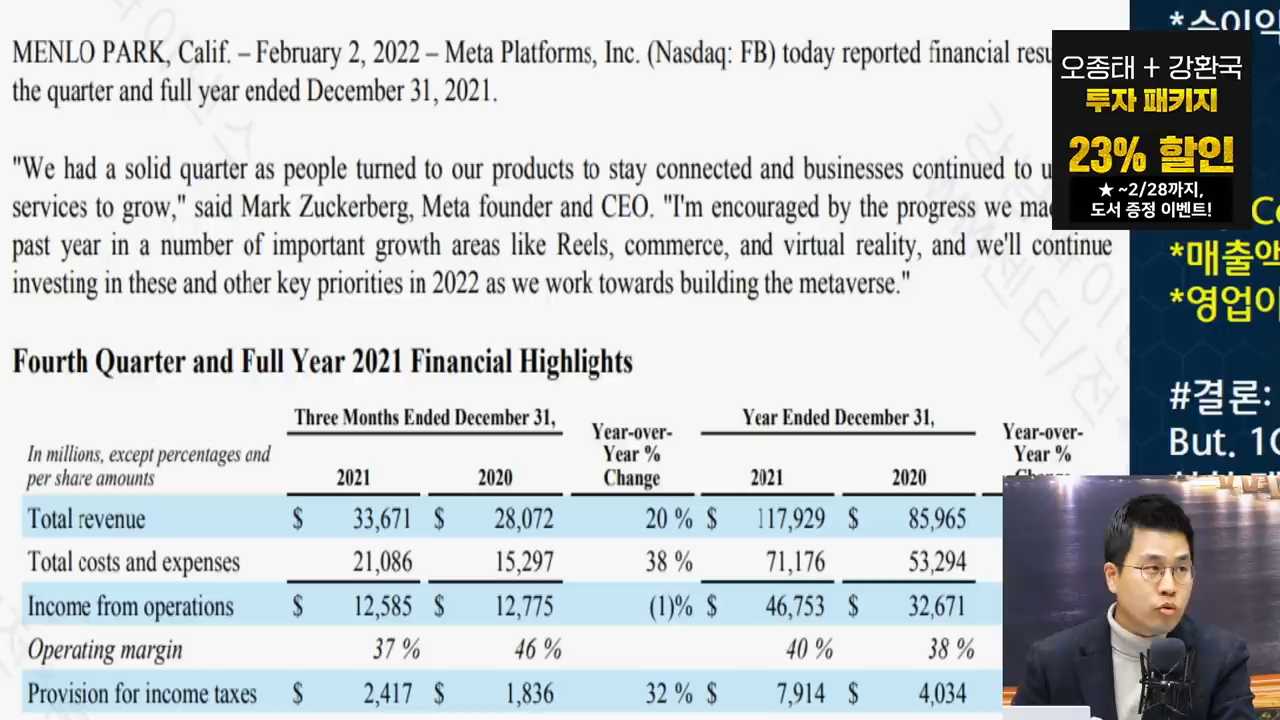 MENLO PARK, Calif. – February 2, 2022 – Meta Platforms, Inc. (Nasdaq: FB) today reported financial
the quarter and full year ended December 31, 2021.
"We had a solid quarter as people turned to our products to stay connected and businesses continued to
services to grow," said Mark Zuckerberg, Meta founder and CEO. "I'm encouraged by the progress we
past year in a number of important growth areas like Reels, commerce, and virtual reality, and we'll continue
investing in these and other key priorities in 2022 as we work towards building the metaverse."
Fourth Quarter and Full Year 2021 Financial Highlights
Three Months Ended December 31, Year Ended December 31,
Year-over- Year-over-
In millions, except percentages and Year % Year %
per share amounts 2021 2020 Change 2021 2020 Change
Total revenue $ 33,671 $ 28,072 20 % $ 117,929 $ 85,965
Total costs and expenses 21,086 15,297 38 % 71,176 53,294
Income from operations $ 12,585 $ 12,775 (1)% $ 46,753 $ 32,671
Operating margin 37 % 46 % 40 % 38 %
Provision for income taxes $ 2,417 $ 1,836 32 % $ 7,914 $ 4,034
오종태 + 강환국
투자 패키지
23% 할인
★ ~2/28까지,
도서 증정 이벤트!
*매출액
*영업이
#결론:
But.